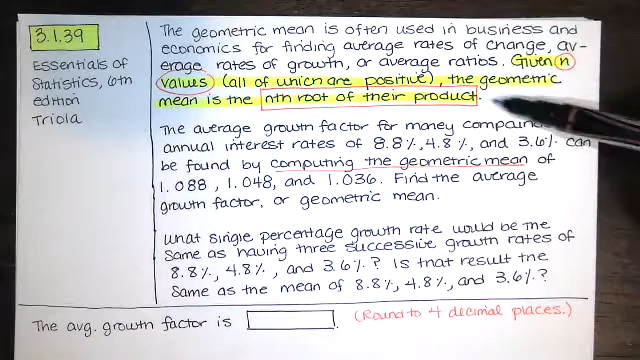 3.1.39
Essentials of
Statistics, 6th
edition
Triola
The geometric mean is often used in business and
economics for finding average rates of change, av-
erage rates of growth, or average ratios. Given n
values (all of which are positive), the geometric
mean is the nth root of their product.
The average growth factor for money compound
annual interest rates of 8.8%, 4.8%, and 3.6% can
be found by computing the geometric mean of
1.088, 1.048, and 1.036. Find the average
growth factor, or geometric mean.
What single percentage growth rate would be the
same as having three successive growth rates of
8.8%, 4.8%, and 3.6%? Is that result the
same as the mean of 8.8%, 4.8%, and 3.6%?
The avg. growth factor is . (Round to 4 decimal places.)